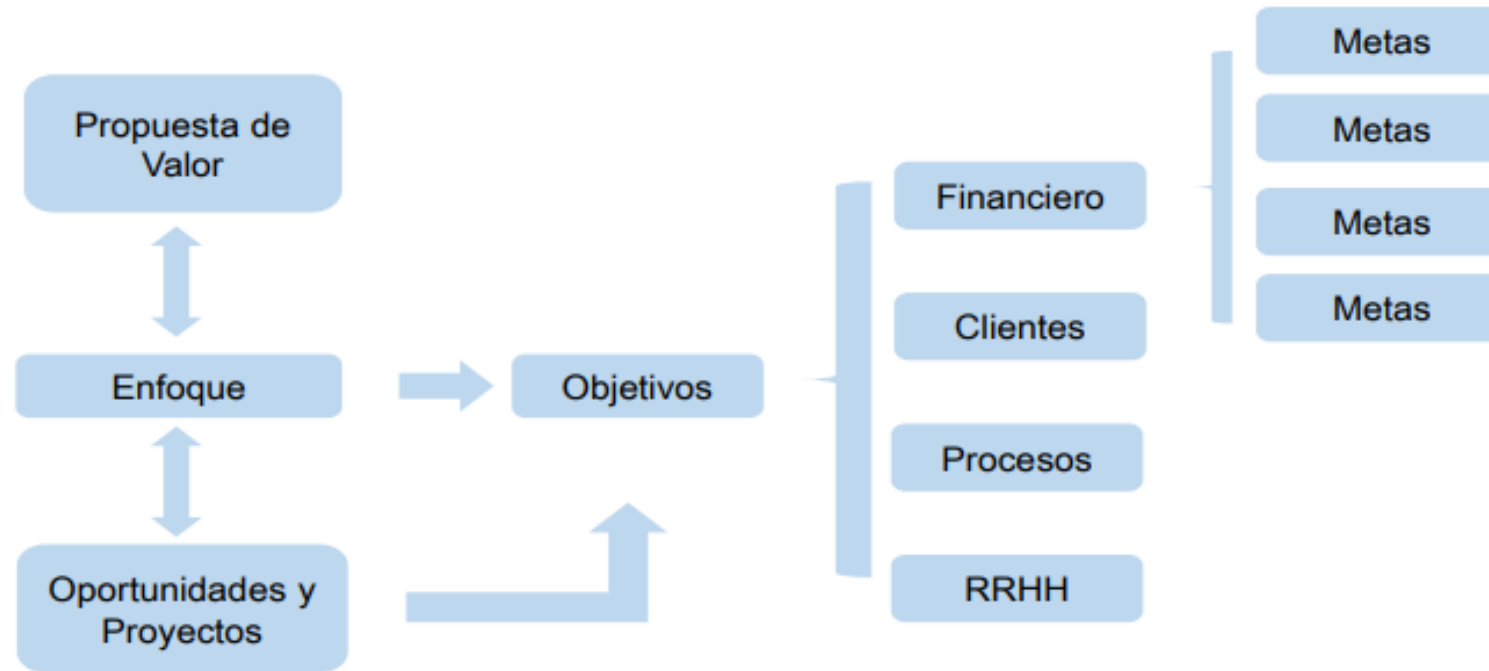 Propuesta de
Valor
Enfoque
Oportunidades y
Proyectos
Objetivos
Financiero
Clientes
Procesos
RRHH
Metas
Metas
Metas
Metas